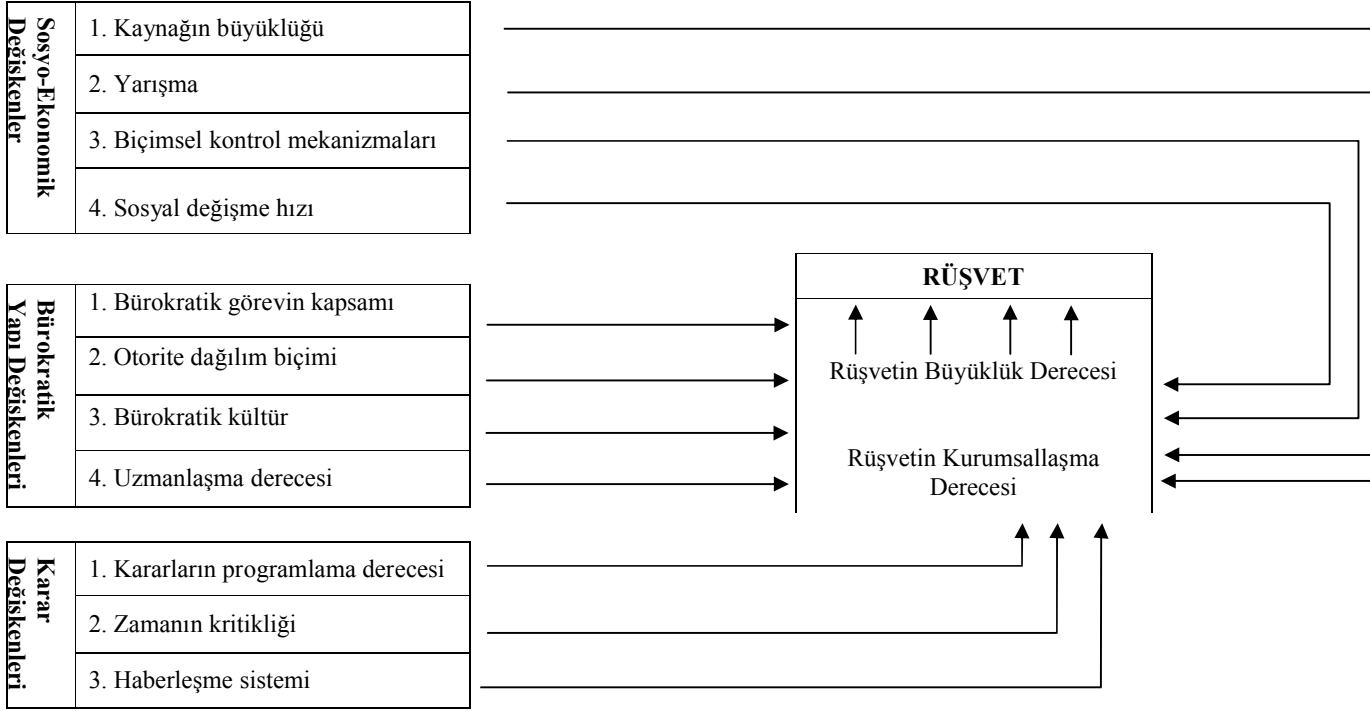 Sosyo-Ekonomik
Değişkenler
1. Kaynağın büyüklüğü
2. Yarışma
3. Biçimsel kontrol mekanizmaları
4. Sosyal değişme hızı
Bürokratik
Yapı Değişkenleri
1. Bürokratik görevin kapsamı
2. Otorite dağılım biçimi
3. Bürokratik kültür
4. Uzmanlaşma derecesi
RÜŞVET
Rüşvetin Büyüklük Derecesi
Rüşvetin Kurumsallaşma
Derecesi
Karar
Değişkenleri
1. Kararların programlama derecesi
2. Zamanın kritikliği
3. Haberleşme sistemi